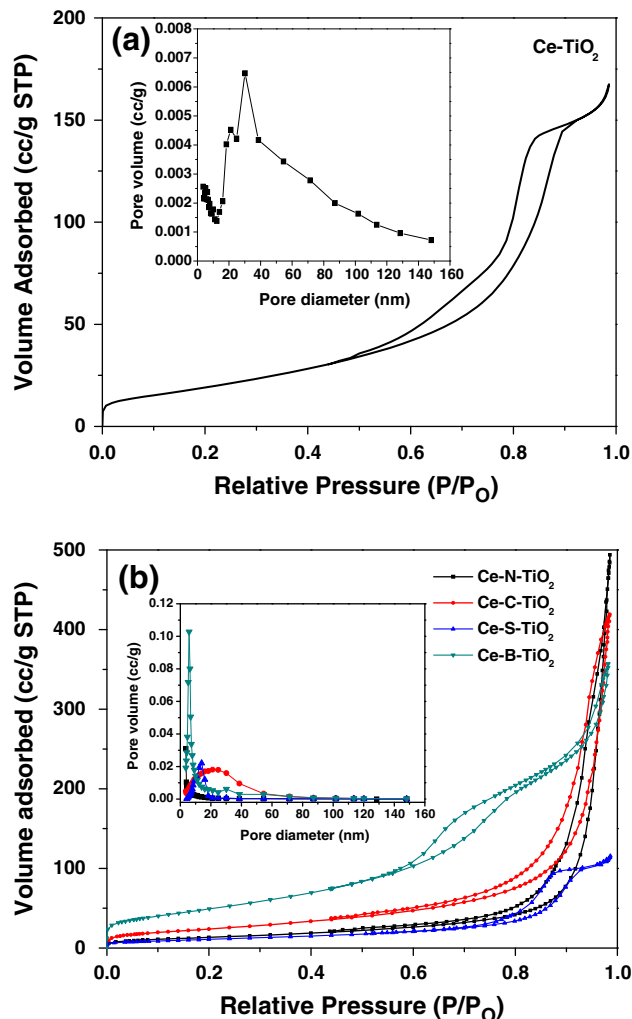 (a)
Ce-TiO2
Volume Adsorbed (cc/g STP)
200
150
100
50
0
0.0 0.2 0.4 0.6 0.8 1.0
Relative Pressure (P/PO)
Pore volume (cc/g)
0.008
0.007
0.006
0.005
0.004
0.003
0.002
0.001
0.000
0 20 40 60 80 100 120 140 160
Pore diameter (nm)
(b)
Ce-N-TiO2
Ce-C-TiO2
Ce-S-TiO2
Ce-B-TiO2
Volume adsorbed (cc/g STP)
500
400
300
200
100
0
0.0 0.2 0.4 0.6 0.8 1.0
Relative Pressure (P/PO)
Pore volume (cc/g)
0.12
0.10
0.08
0.06
0.04
0.02
0.00
0 20 40 60 80 100 120 140 160
Pore diameter (nm)